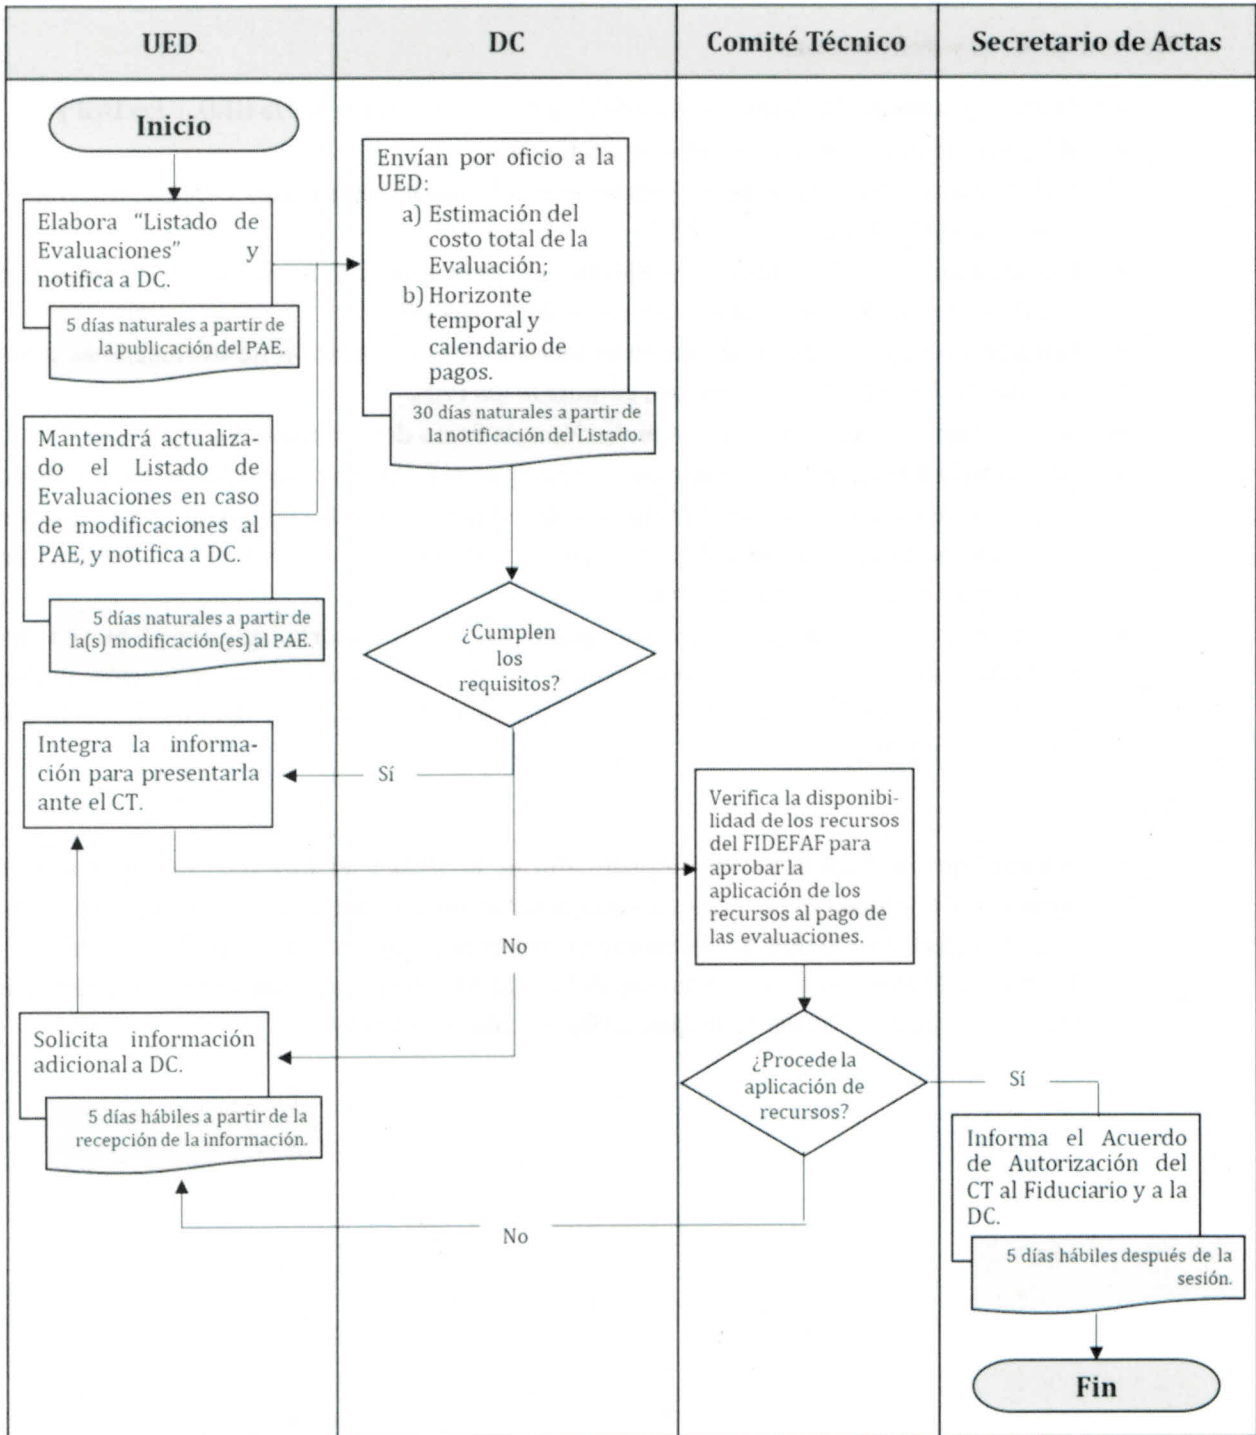 UED
DC
Comité Técnico
Secretario de Actas
Inicio
Elabora “Listado de
Evaluaciones” y
notifica a DC.
5 días naturales a partir de
la publicación del PAE.
Mantendrá actualiza-
do el Listado de
Evaluaciones en caso
de modificaciones al
PAE, y notifica a DC.
5 días naturales a partir de
la(s) modificación(es) al PAE.
Envían por oficio a la
UED:
a) Estimación del
costo total de la
Evaluación;
b) Horizonte
temporal y
calendario de
pagos.
30 días naturales a partir de
la notificación del Listado.
¿Cumplen
los
requisitos?
Sí
Integra la informa-
ción para presentarla
ante el CT.
No
Solicita información
adicional a DC.
5 días hábiles a partir de la
recepción de la información.
Verifica la disponibi-
lidad de los recursos
del FIDEFAF para
aprobar la
aplicación de los
recursos al pago de
las evaluaciones.
¿Procede la
aplicación de
recursos?
No
Sí
Informa el Acuerdo
de Autorización del
CT al Fiduciario y a la
DC.
5 días hábiles después de la
sesión.
Fin